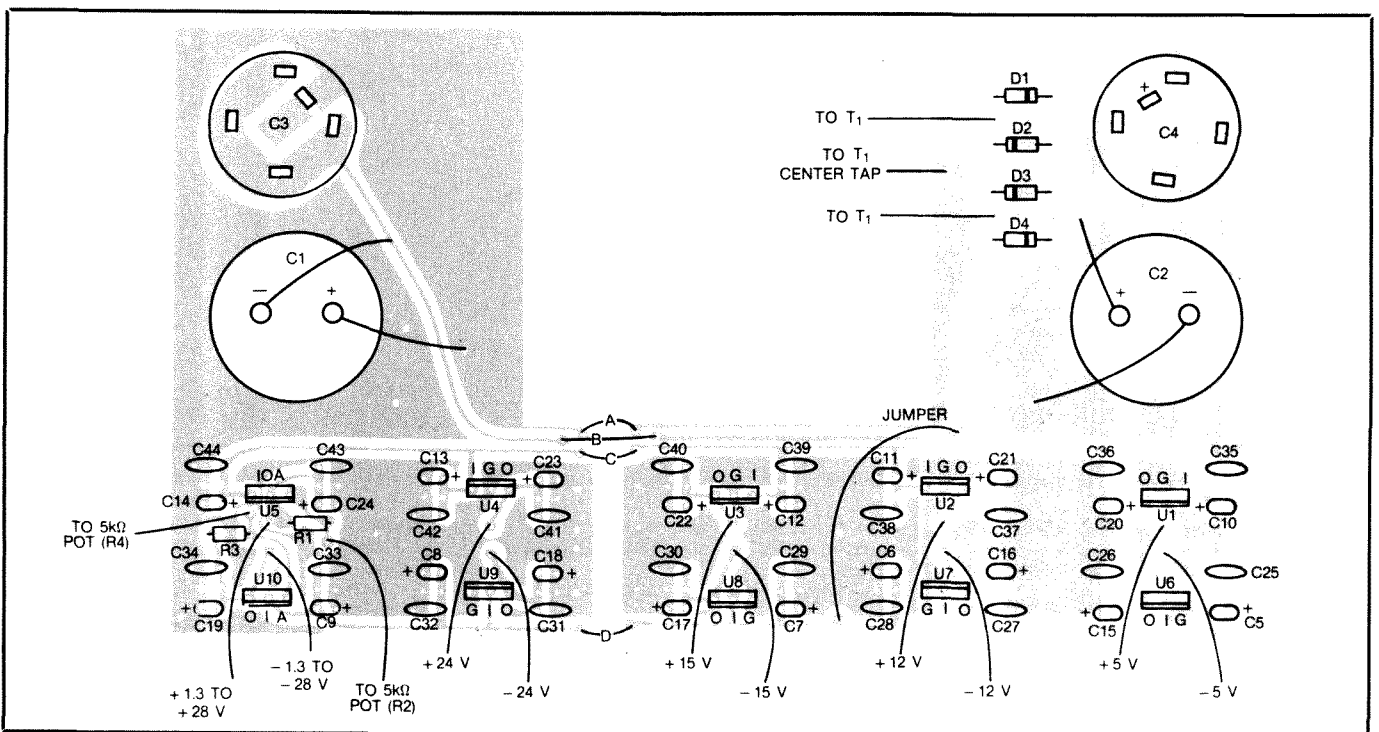 D1
+
C3
TO T1
C4
D2
TO T1
CENTER TAP
D3
TO T1
D4
C1
C2
− +
+ −
JUMPER
A
B
C
C44
C43
C13
C23
C40
C39
C11
C21
C36
C35
IOA
+ I G O +
O G I
+ I G O +
O G I
C14 + + C24
U5
U4
C22 + U3 + C12
U2
C20 + U1 + C10
TO 5kΩ
POT (R4)
R3
R1
C42
C41
C38
C37
C34
C33
C8
C18
C30
C29
C6
C16
C26
C25
U10
+ U9 +
U8
+ U7 +
U6
+ OIA +
G I O
+ O I G +
G I O
+ OIG +
C19
C9
C32
C31
C17
C7
C28
C27
C15
C5
D
+ 1.3 TO
+ 28 V
− 1.3 TO
− 28 V
TO 5kΩ
POT (R2)
+ 24 V
− 24 V
+ 15 V
− 15 V
+ 12 V
− 12 V
+ 5 V
− 5 V